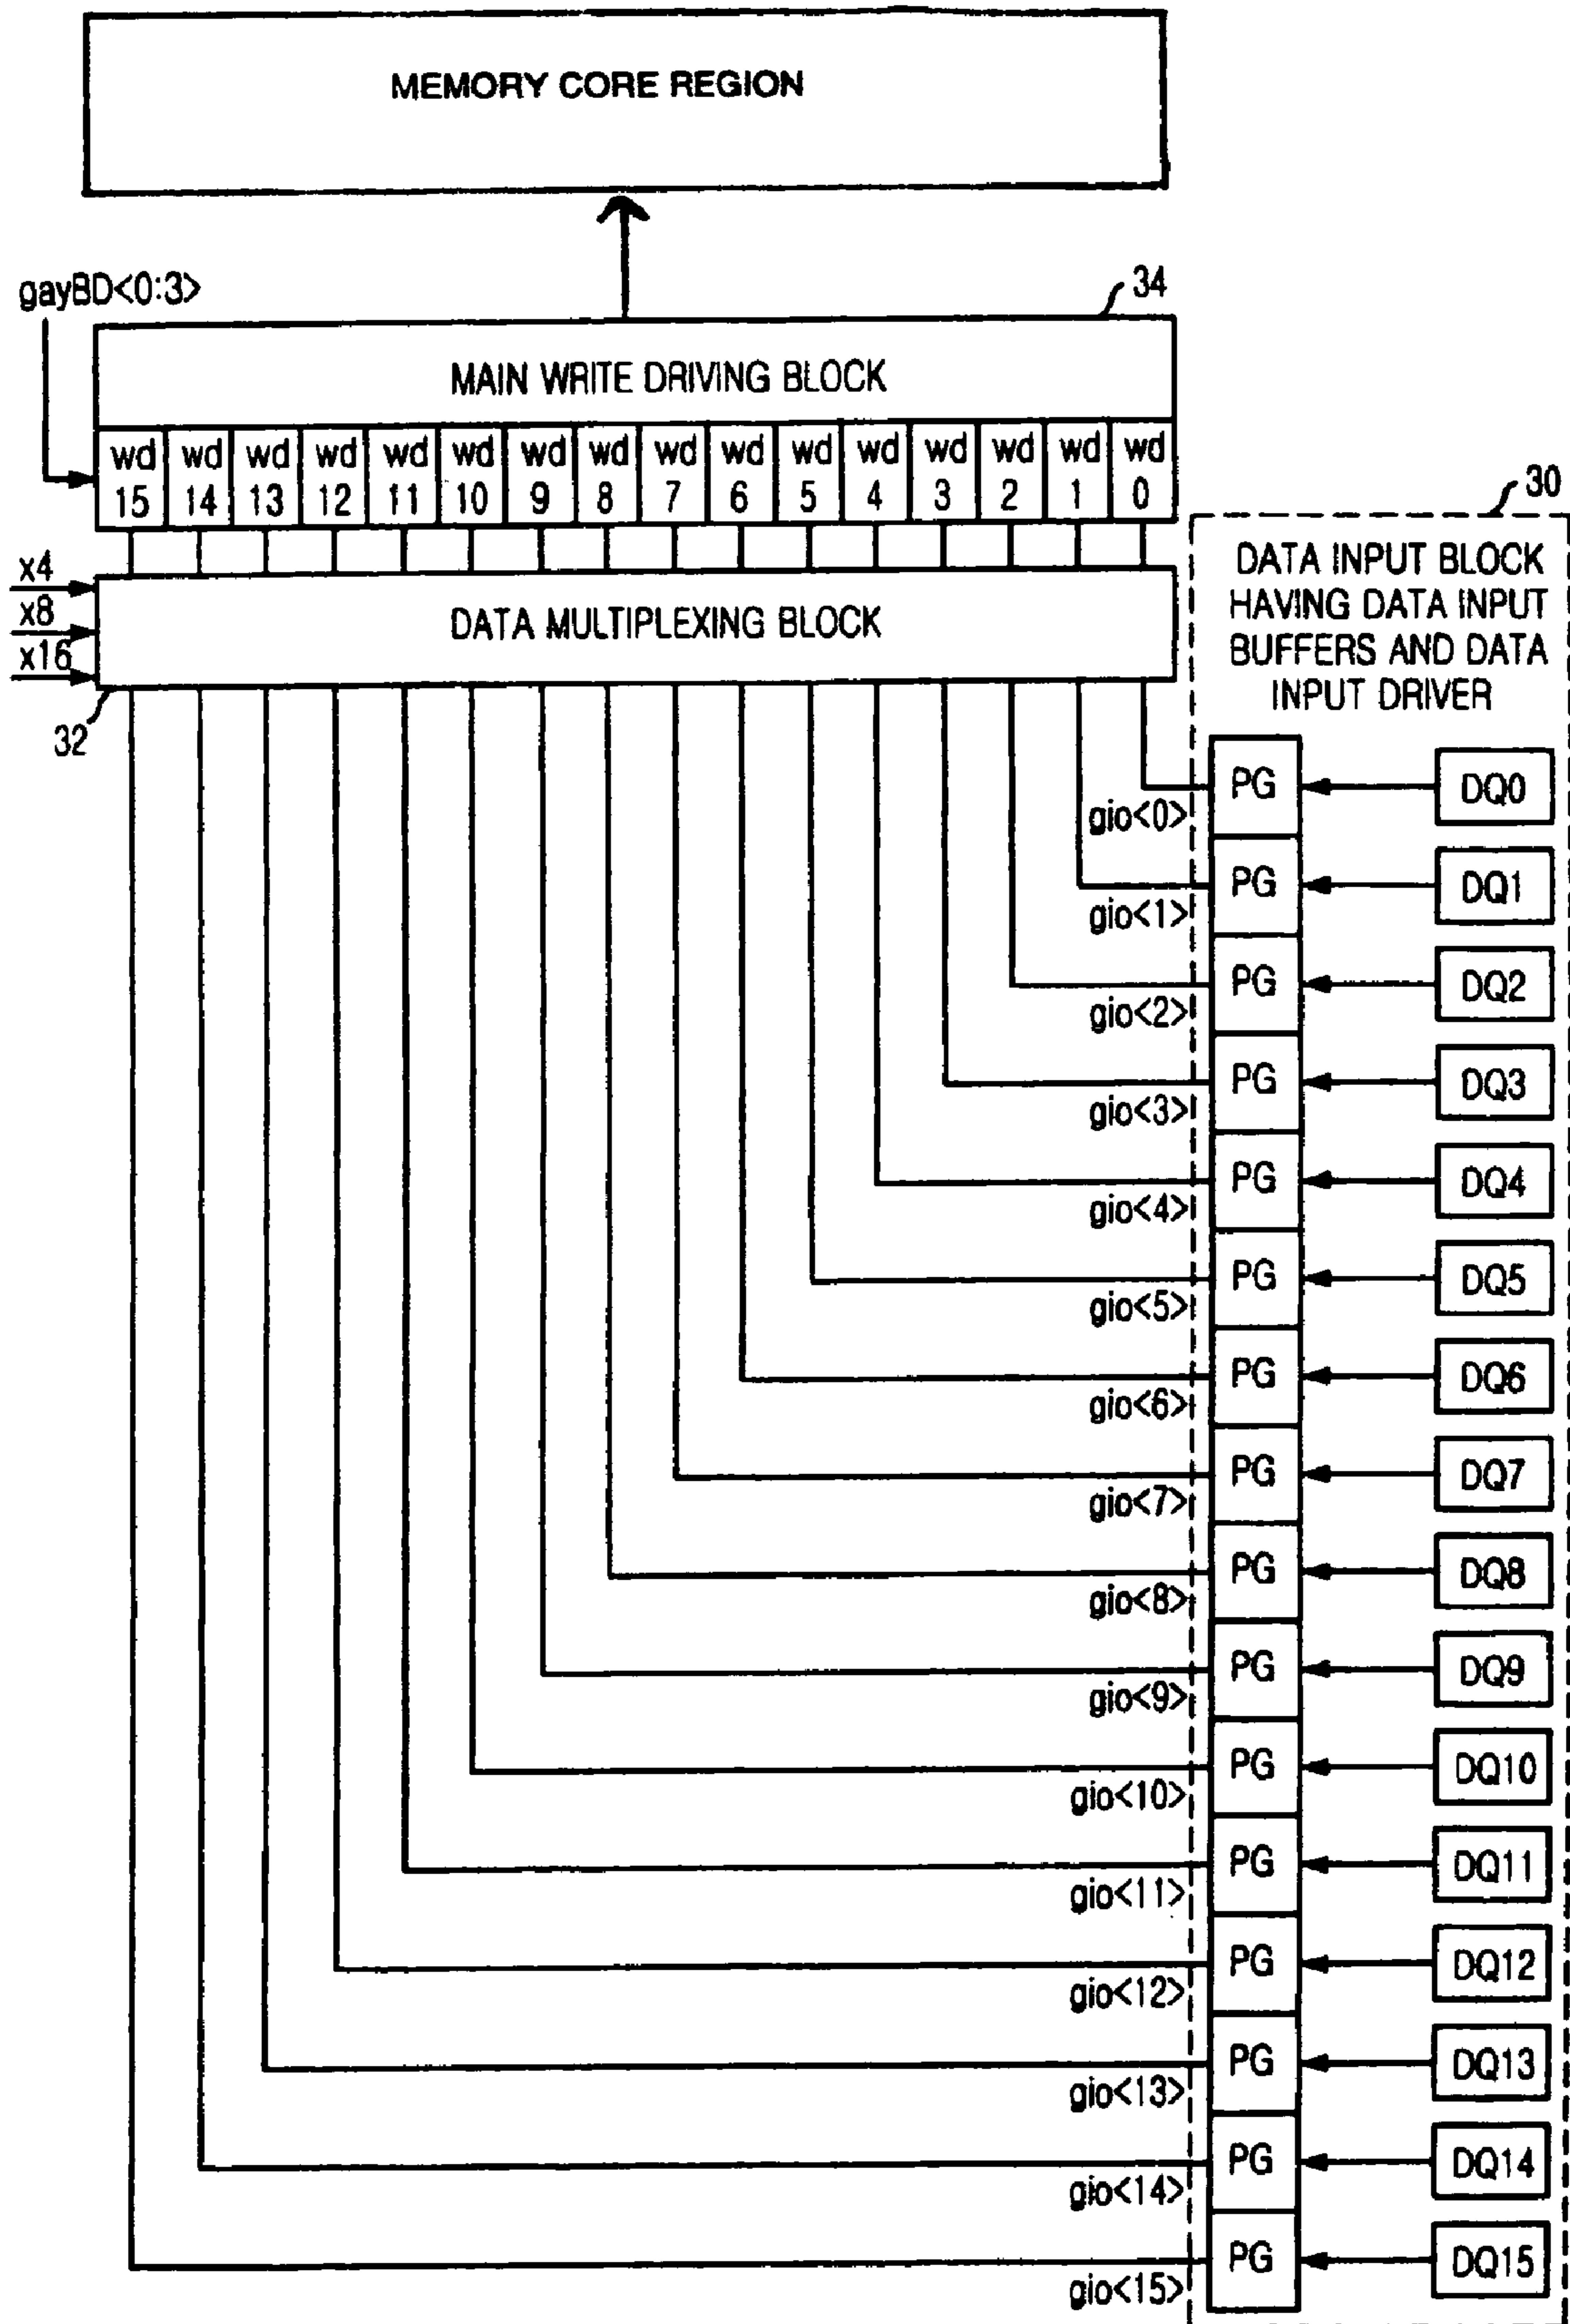 MEMORY CORE REGION
gayBD<0:3>
34
MAIN WRITE DRIVING BLOCK
wd 15 wd 14 wd 13 wd 12 wd 11 wd 10 wd 9 wd 8 wd 7 wd 6 wd 5 wd 4 wd 3 wd 2 wd 1 wd 0
30
x4
x8
x16
DATA MULTIPLEXING BLOCK
32
DATA INPUT BLOCK
HAVING DATA INPUT
BUFFERS AND DATA
INPUT DRIVER
gio<0> PG DQ0
gio<1> PG DQ1
gio<2> PG DQ2
gio<3> PG DQ3
gio<4> PG DQ4
gio<5> PG DQ5
gio<6> PG DQ6
gio<7> PG DQ7
gio<8> PG DQ8
gio<9> PG DQ9
gio<10> PG DQ10
gio<11> PG DQ11
gio<12> PG DQ12
gio<13> PG DQ13
gio<14> PG DQ14
gio<15> PG DQ15